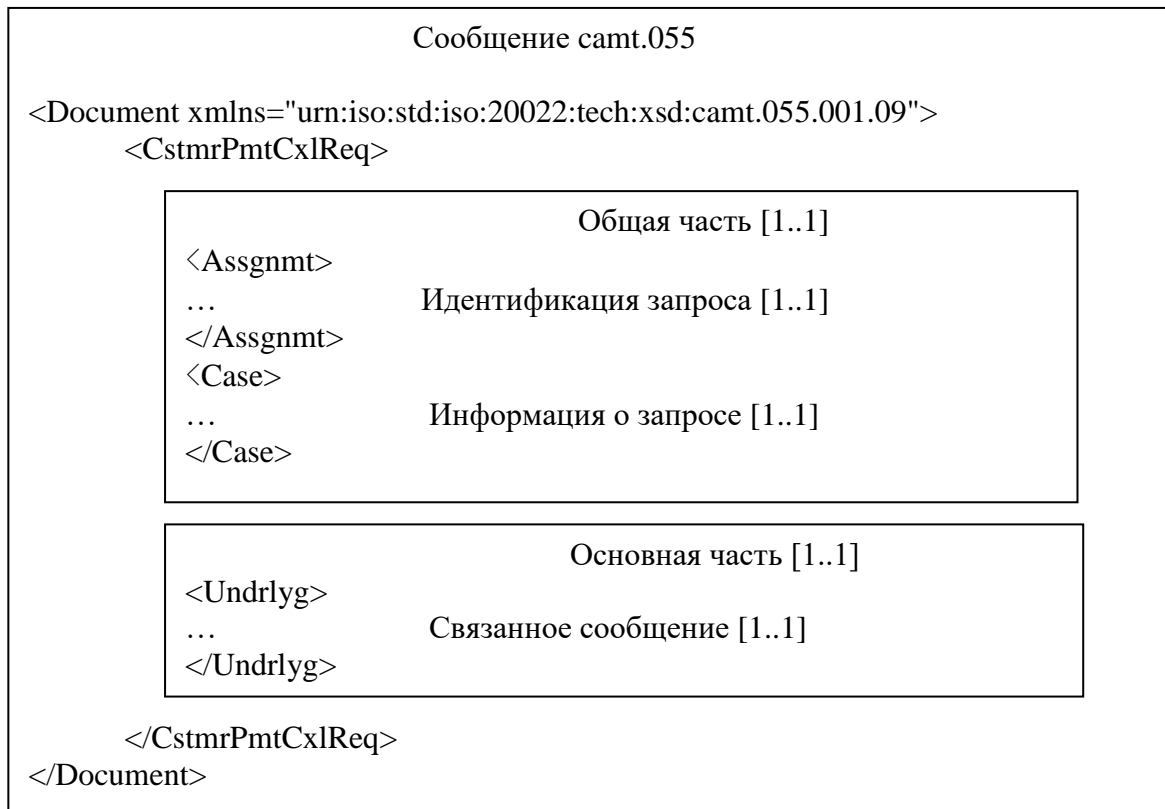 Сообщение camt.055
<Document xmlns="urn:iso:std:iso:20022:tech:xsd:camt.055.001.09">
<CstmrPmtCxlReq>
Общая часть [1..1]
<Assgnmt>
… Идентификация запроса [1..1]
</Assgnmt>
<Case>
… Информация о запросе [1..1]
</Case>
Основная часть [1..1]
<Undrlyg>
… Связанное сообщение [1..1]
</Undrlyg>
</CstmrPmtCxlReq>
</Document>